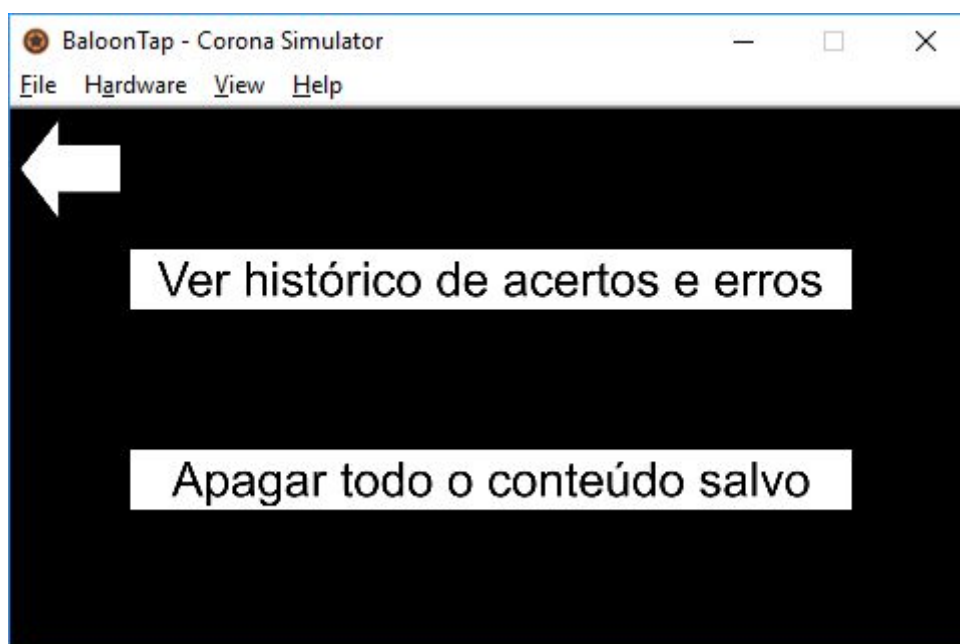 BaloonTap - Corona Simulator
File Hardware View Help
Ver histórico de acertos e erros
Apagar todo o conteúdo salvo